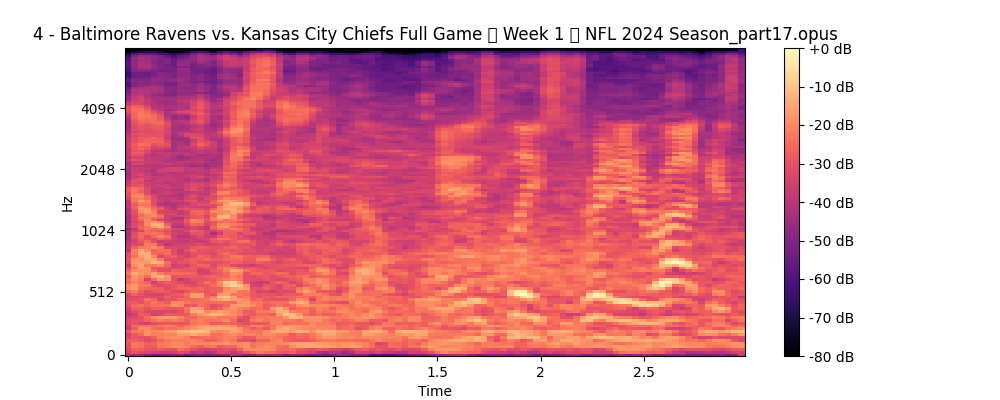 4 - Baltimore Ravens vs. Kansas City Chiefs Full Game ▯ Week 1 ▯ NFL 2024 Season_part17.opus
+0 dB
-10 dB
-20 dB
-30 dB
-40 dB
-50 dB
-60 dB
-70 dB
-80 dB
4096
2048
1024
512
0
Hz
0
0.5
1
1.5
2
2.5
Time